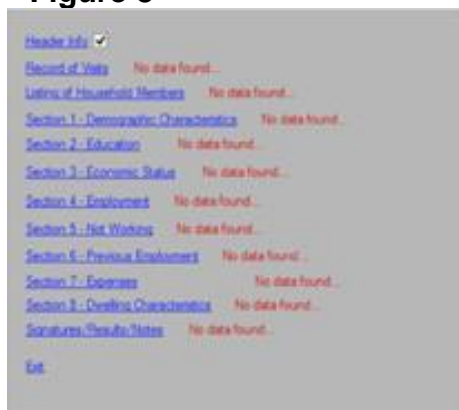 Figure
Header Info
Record of Visits No data found...
Listing of Household Members No data found...
Section 1 - Demographic Characteristics No data found...
Section 2 - Education No data found...
Section 3 - Economic Status No data found...
Section 4 - Employment No data found...
Section 5 - Not Working No data found...
Section 6 - Previous Employment No data found...
Section 7 - Expenses No data found...
Section 8 - Dwelling Characteristics No data found...
Signatures/Results/Notes No data found...
Exit